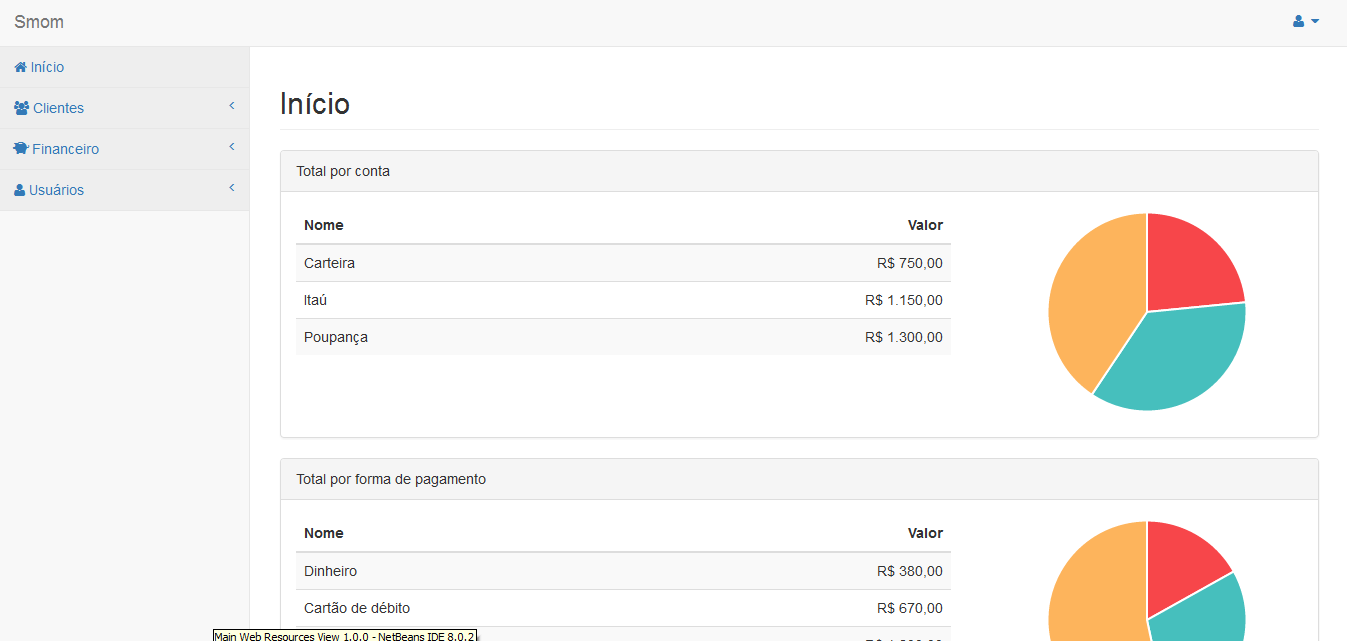 Smom
Início
Clientes
Financeiro
Usuários
Início
Total por conta
Nome Valor
Carteira R$ 750,00
Itaú R$ 1.150,00
Poupança R$ 1.300,00
Total por forma de pagamento
Nome Valor
Dinheiro R$ 380,00
Cartão de débito R$ 670,00
Main Web Resources View 1.0.0 - NetBeans IDE 8.0.2